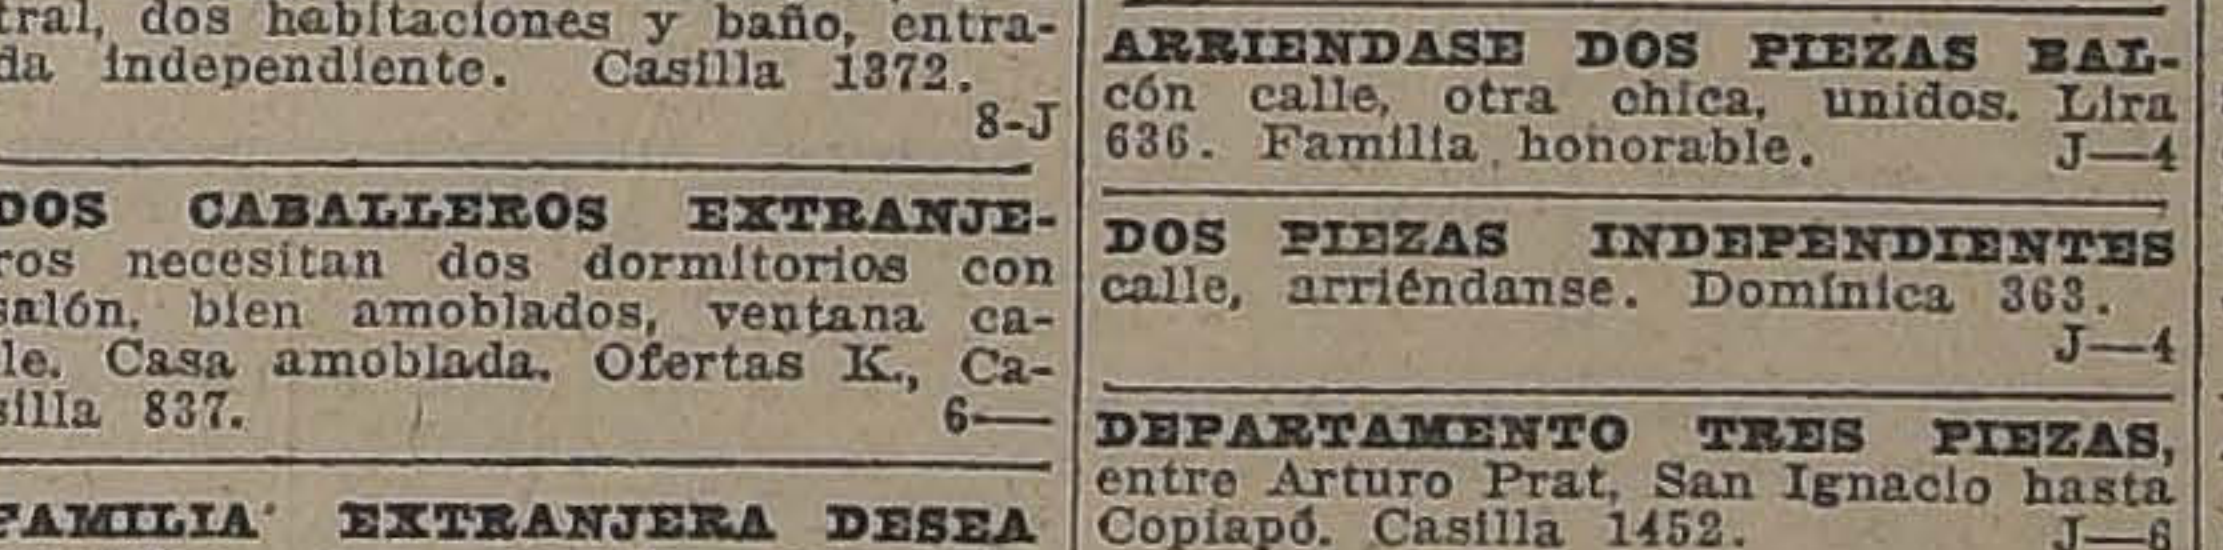 tral, dos habitaciones y baño, entra-
da independiente. Casilla 1372.
8-J
DOS CABALLEROS EXTRANJE-
ros necesitan dos dormitorios con
salón, bien amoblados, ventana ca-
lle. Casa amoblada. Ofertas K., Ca-
silla 837. 6—
FAMILIA EXTRANJERA DESEA
ARRIENDASE DOS PIEZAS BAL-
cón calle, otra chica, unidos. Lira
636. Familia honorable. J—4
DOS PIEZAS INDEPENDIENTES
calle, arriéndanse. Domínica 363.
J—4
DEPARTAMENTO TRES PIEZAS,
entre Arturo Prat, San Ignacio hasta
Copiapó. Casilla 1452. J—6